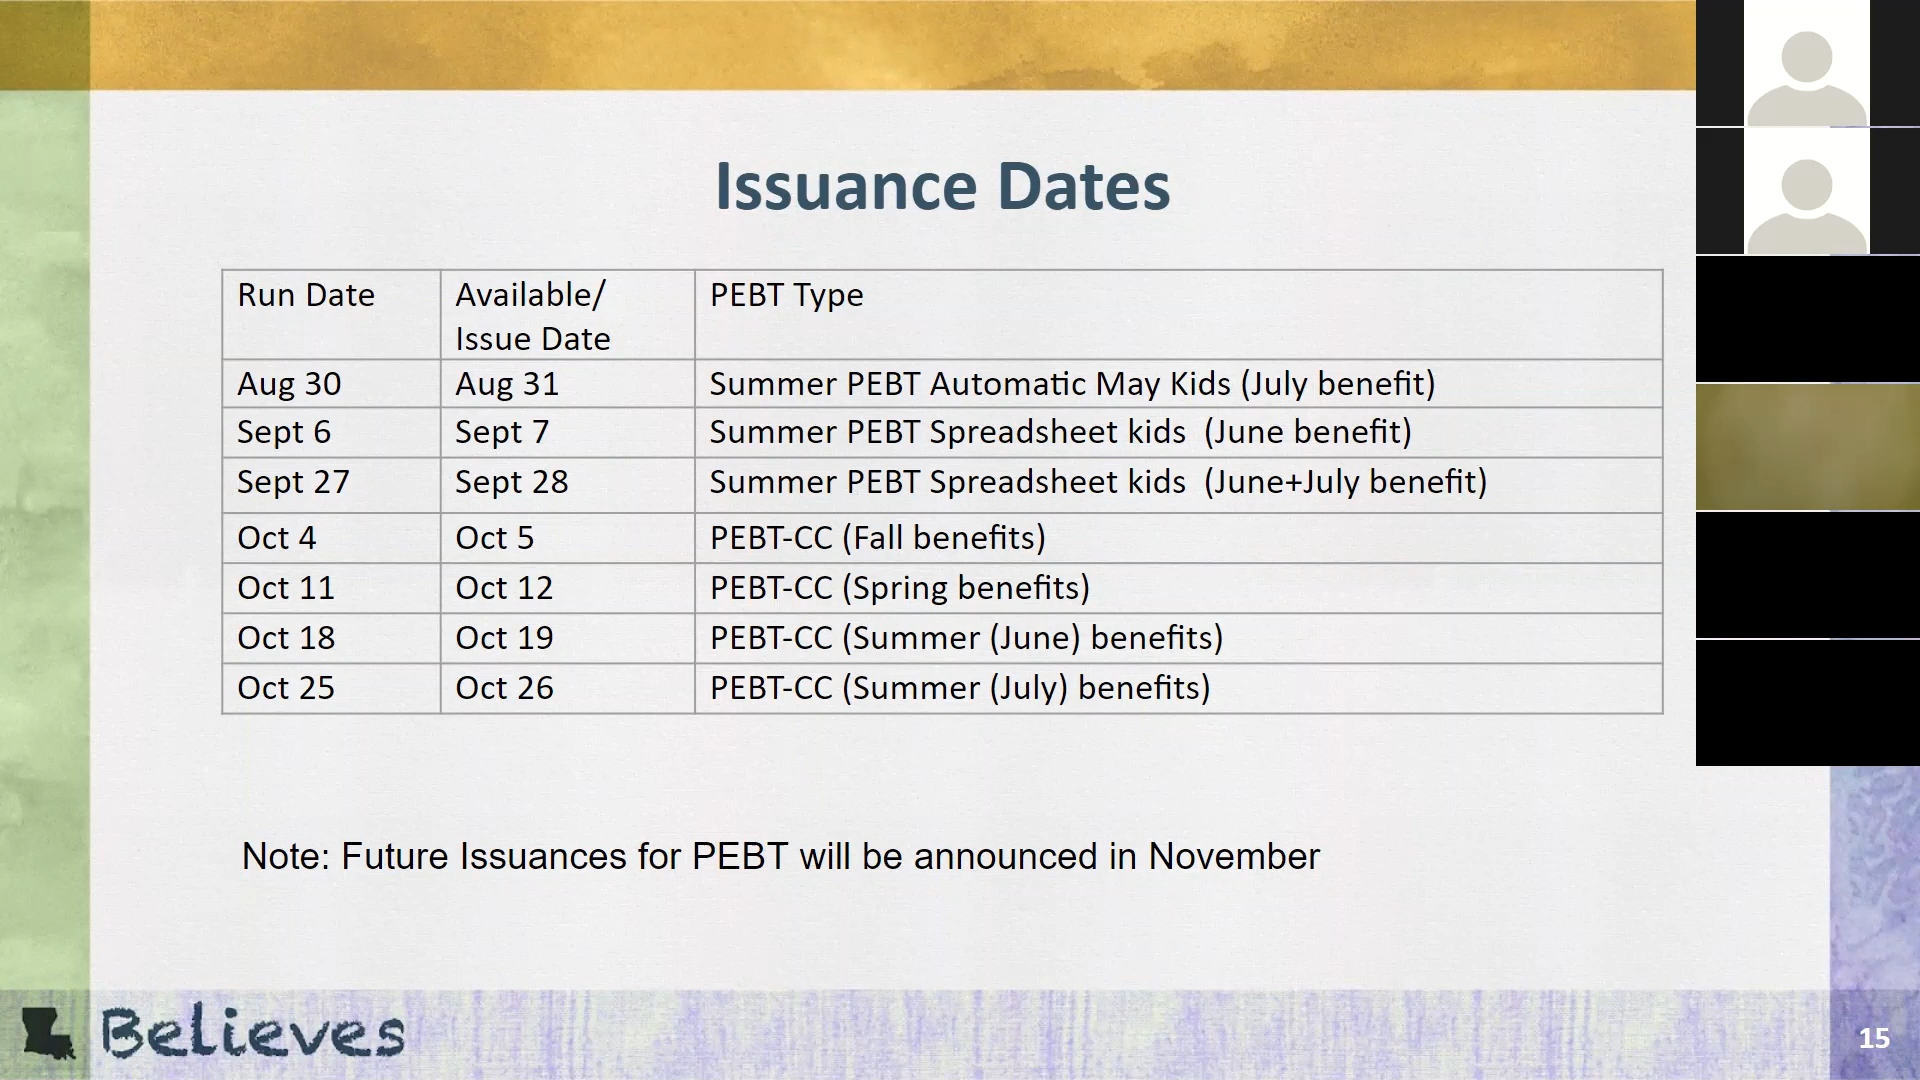 Issuance Dates
Run Date
Available/
Issue Date
PEBT Type
Aug 30
Aug 31
Summer PEBT Automatic May Kids (July benefit)
Sept 6
Sept 7
Summer PEBT Spreadsheet kids  (June benefit)
Sept 27
Sept 28
Summer PEBT Spreadsheet kids  (June+July benefit)
Oct 4
Oct 5
PEBT-CC (Fall benefits)
Oct 11
Oct 12
PEBT-CC (Spring benefits)
Oct 18
Oct 19
PEBT-CC (Summer (June) benefits)
Oct 25
Oct 26
PEBT-CC (Summer (July) benefits)
Note: Future Issuances for PEBT will be announced in November
Believes
15